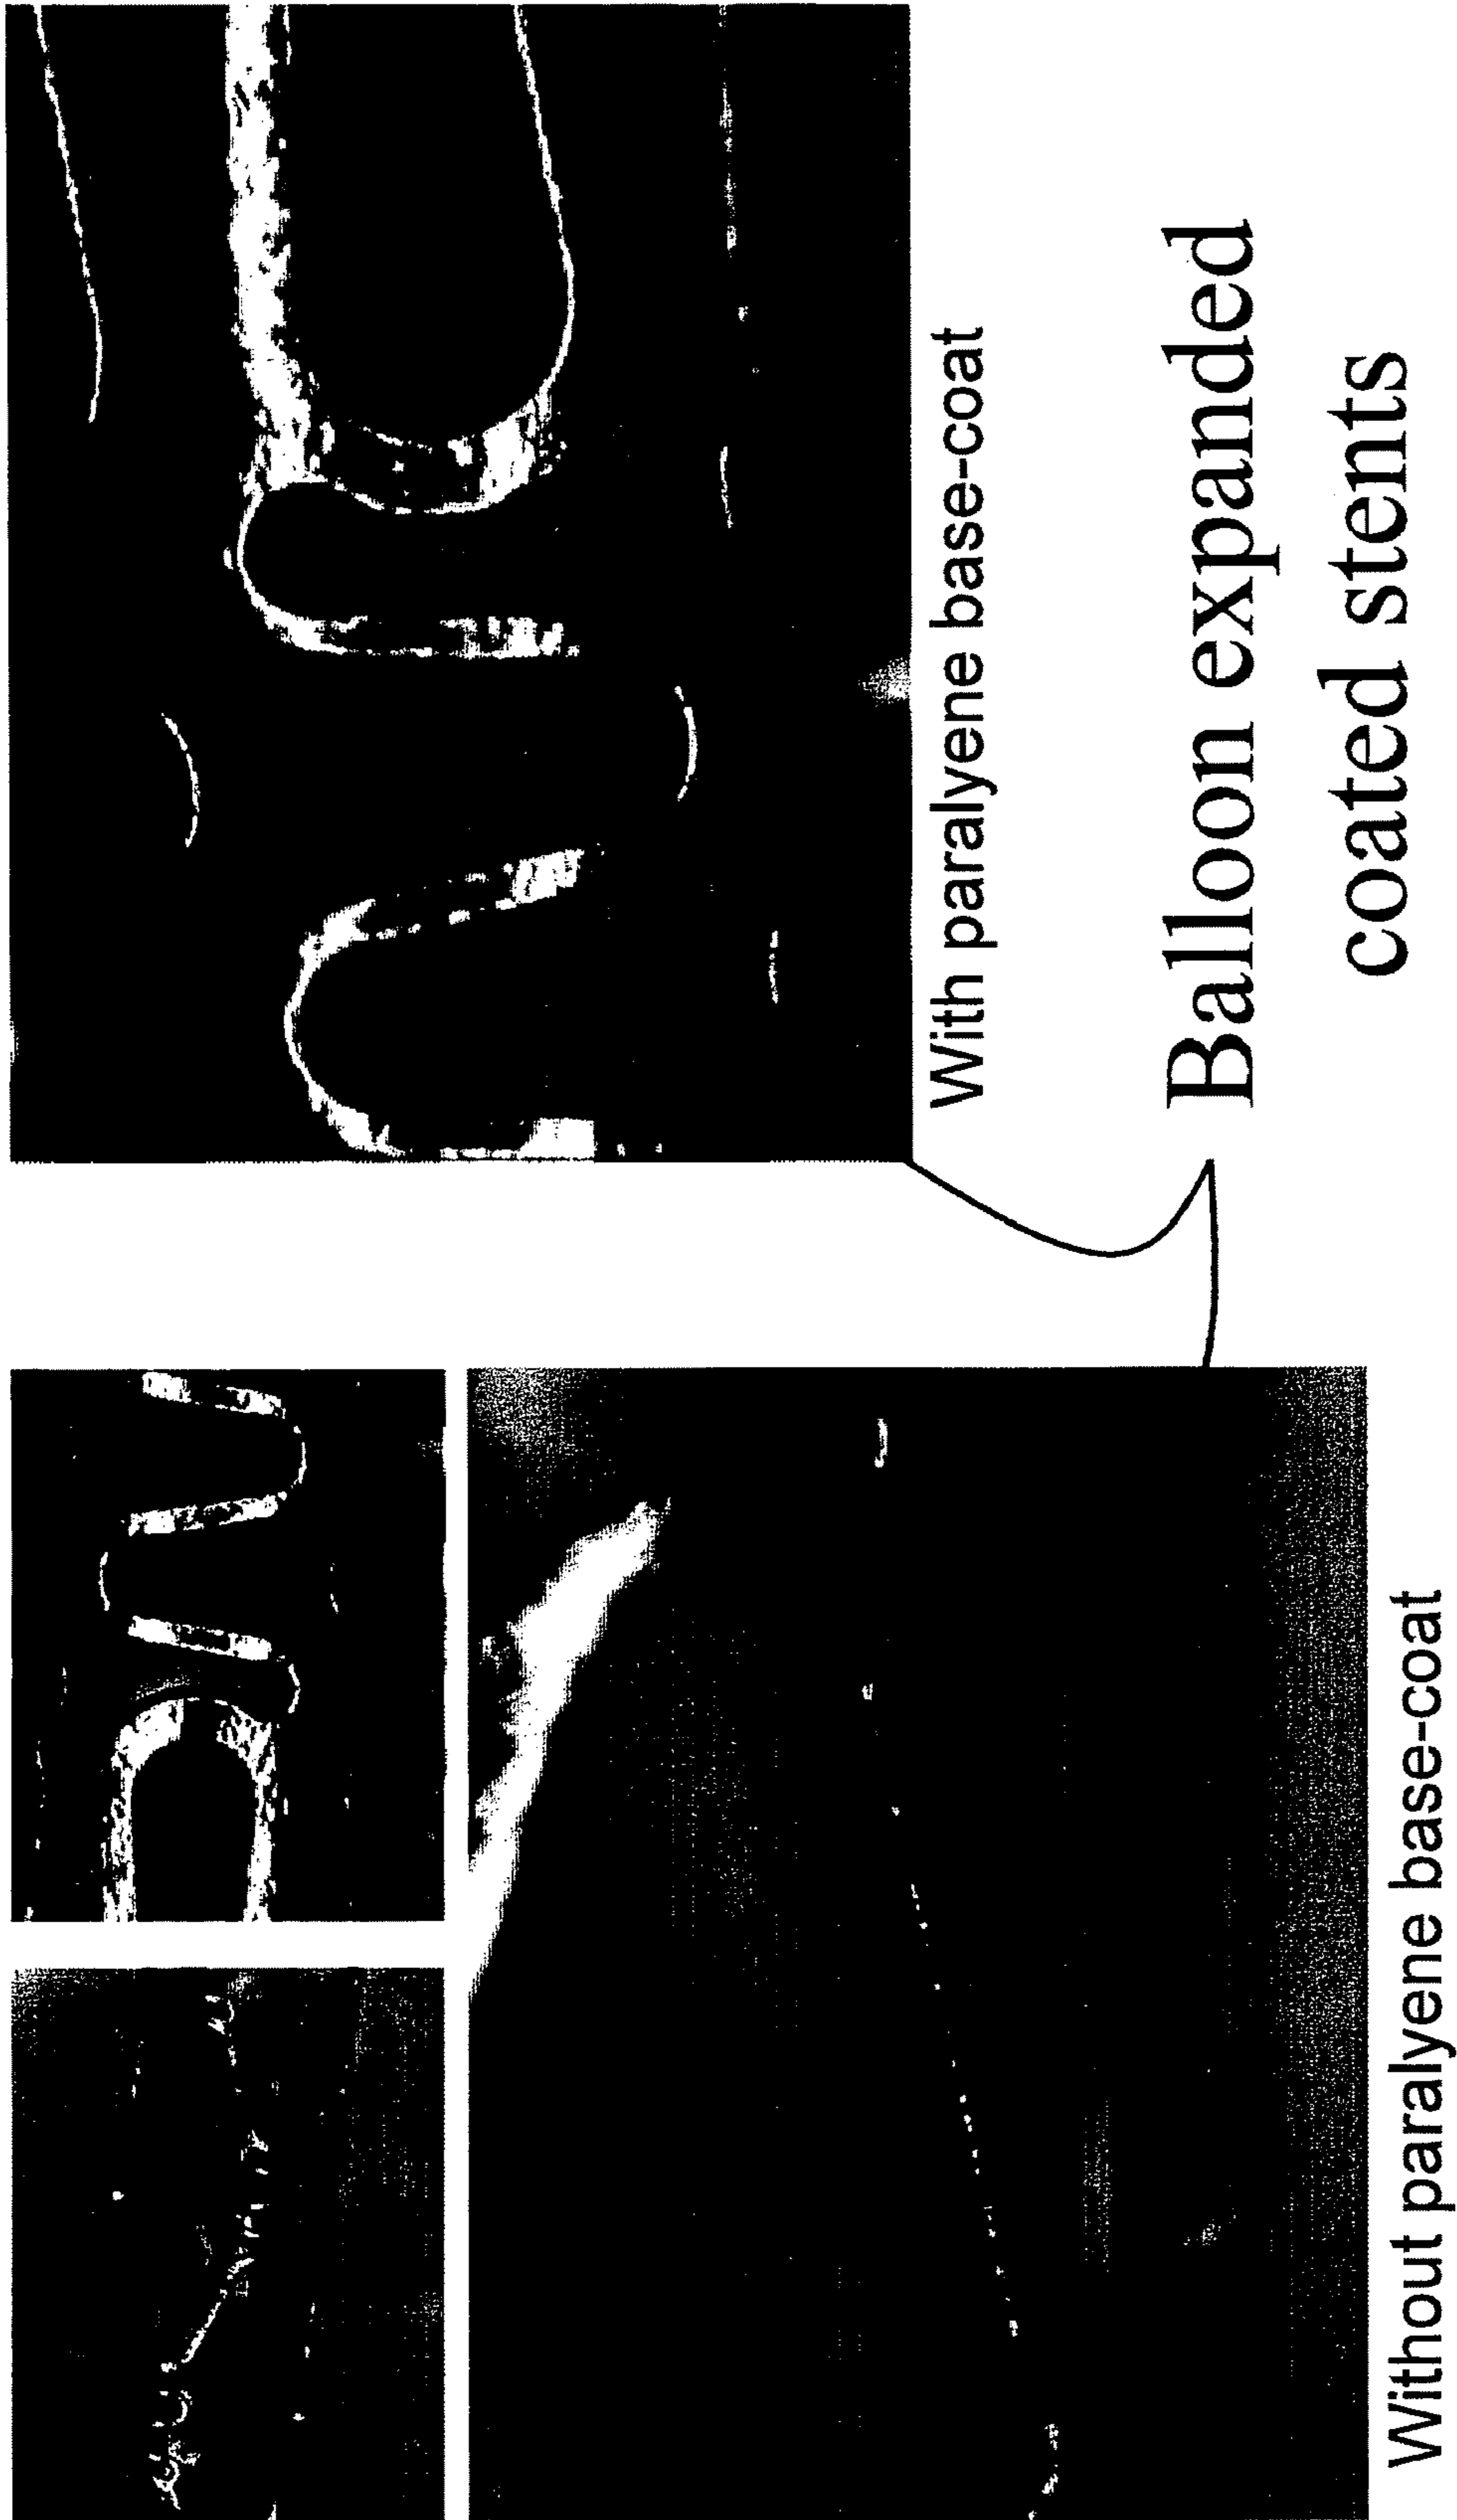 Without paralyene base-coat
With paralyene base-coat
Balloon expanded
coated stents